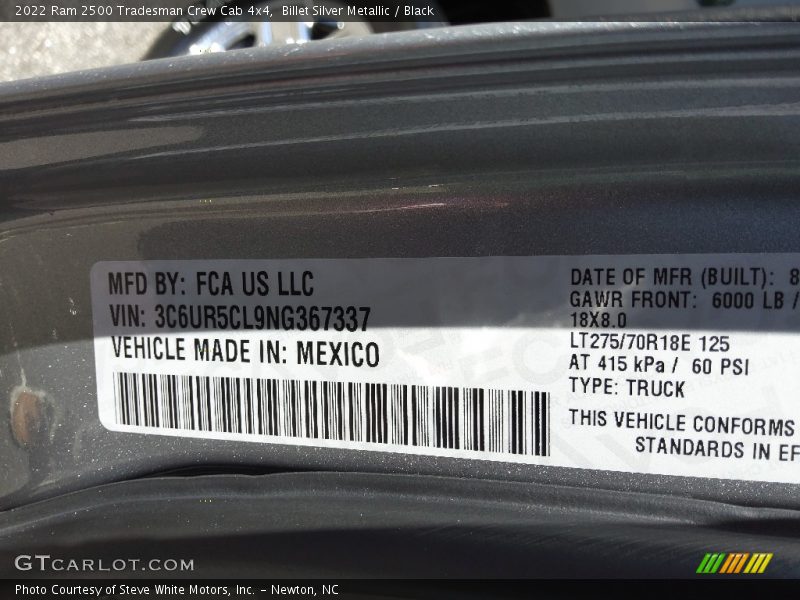 2022 Ram 2500 Tradesman Crew Cab 4x4, Billet Silver Metallic / Black
MFD BY: FCA US LLC
VIN: 3C6UR5CL9NG367337
VEHICLE MADE IN: MEXICO
DATE OF MFR (BUILT): 8
GAWR FRONT: 6000 LB /
18X8.0
LT275/70R18E 125
AT 415 kPa / 60 PSI
TYPE: TRUCK
THIS VEHICLE CONFORMS
STANDARDS IN EF
GTCARLOT.COM
Photo Courtesy of Steve White Motors, Inc. – Newton, NC